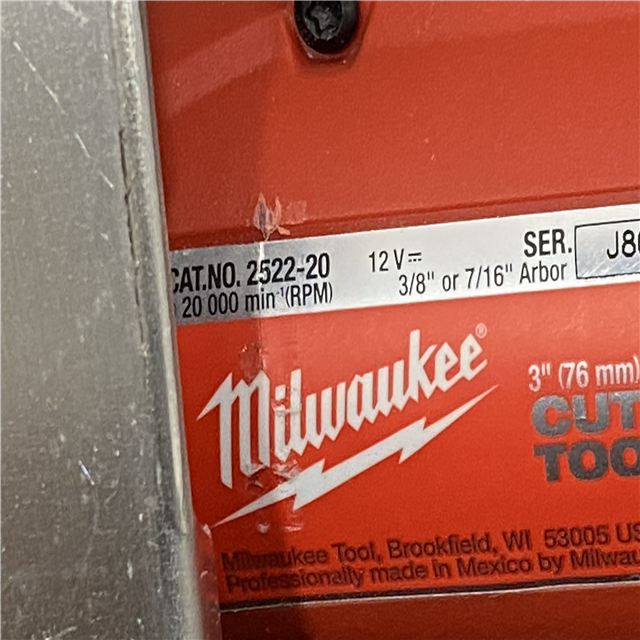 CAT.NO. 2522-20
20 000 min⁻¹(RPM)
12 V⎓
3/8" or 7/16" Arbor
SER.
Milwaukee®
3" (76 mm)
Milwaukee Tool, Brookfield, WI 53005
Professionally made in Mexico by